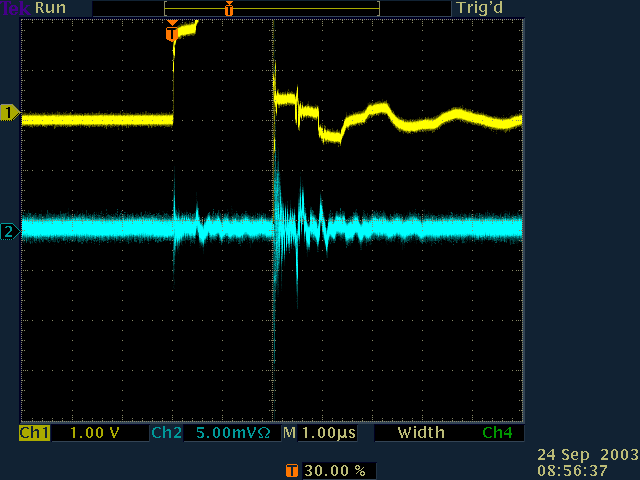 Tek Run Trig'd
T
T
1
2
Ch1 1.00 V Ch2 5.00mVΩ M 1.00µs Width Ch4
T 30.00 %
24 Sep 2003
08:56:37